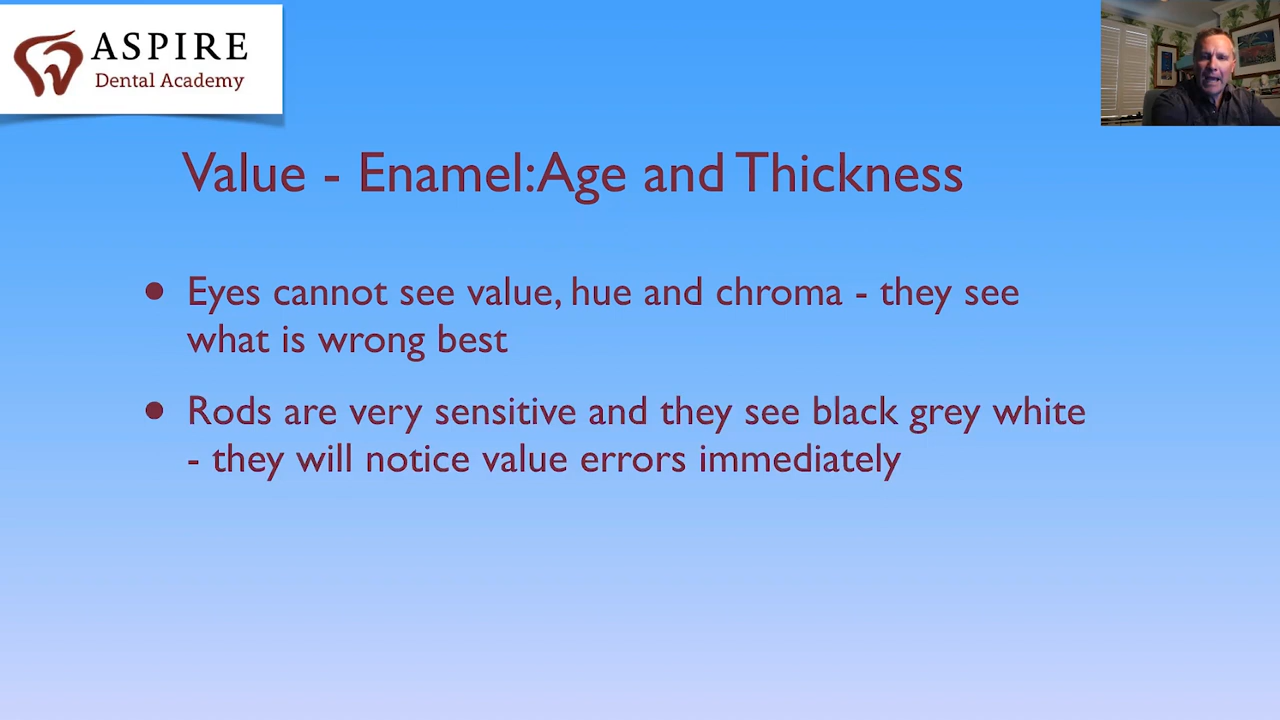 ASPIRE
Dental Academy
Value - Enamel:Age and Thickness
• Eyes cannot see value, hue and chroma - they see
what is wrong best
• Rods are very sensitive and they see black grey white
- they will notice value errors immediately